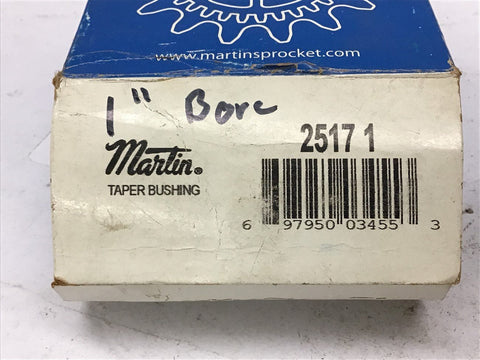 www.martinsprocket.com
1" Bore
2517 1
Martin®
TAPER BUSHING
6 97950 03455 3